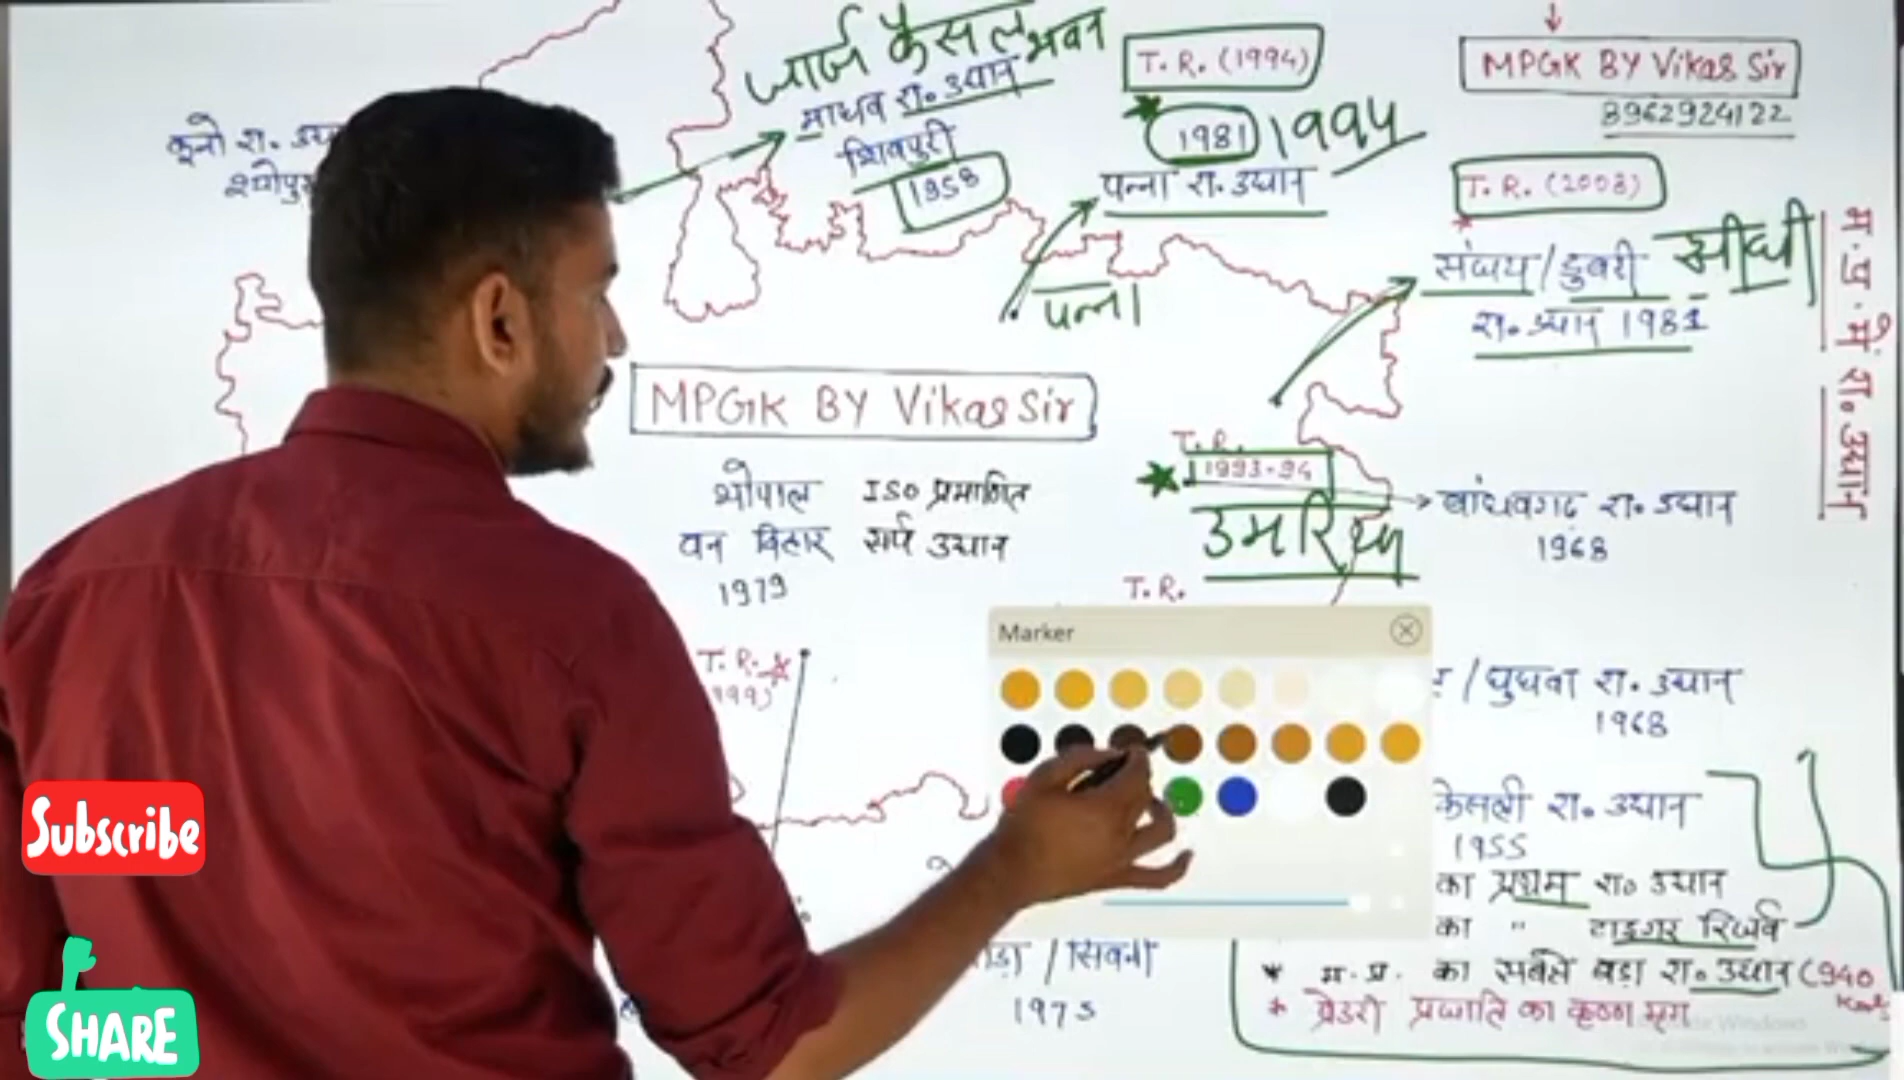 जार्ज कैसल भवन
माधव रा. उद्यान
शिवपुरी
1958
कूनो रा. उद्या
श्योपु
T. R. (1994)
1981
1994
पन्ना रा. उद्यान
पन्ना
MPGK BY Vikas Sir
8962924122
T. R. (2008)
संजय/डुबरी सीधी
रा. उद्यान 1981
म. प्र. में रा. उद्यान
MPGK BY Vikas Sir
भोपाल ISO प्रमाणित
वन विहार सर्प उद्यान
1979
T. R.
1993-94
उमरिया
बांधवगढ़ रा. उद्यान
1968
T. R.
Marker
T. R.
/घुघवा रा. उद्यान
1968
केसली रा. उद्यान
1955
का प्रथम रा० उद्यान
का " टाइगर रिजर्व
* म. प्र. का सबसे बड़ा रा. उद्यान (940
* ब्रेडरी प्रजाति का कृष्ण मृग
/ सिवनी
1975
Subscribe
SHARE